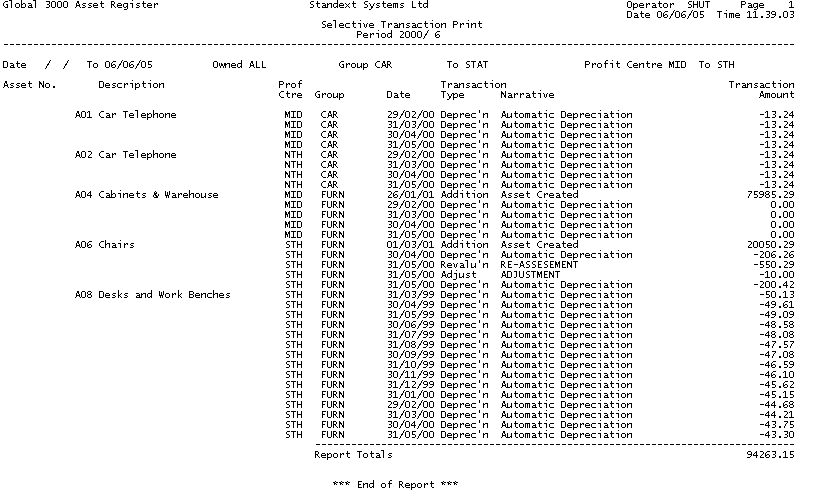 Global 3000 Asset Register Standext Systems Ltd Operator SHUT Page 1
Date 06/06/05 Time 11.39.03
Selective Transaction Print
Period 2000/ 6
Date / / To 06/06/05 Owned ALL Group CAR To STAT Profit Centre MID To STH
Asset No. Description Prof Transaction Transaction
Ctre Group Date Type Narrative Amount
A01 Car Telephone MID CAR 29/02/00 Deprec'n Automatic Depreciation -13.24
MID CAR 31/03/00 Deprec'n Automatic Depreciation -13.24
MID CAR 30/04/00 Deprec'n Automatic Depreciation -13.24
MID CAR 31/05/00 Deprec'n Automatic Depreciation -13.24
A02 Car Telephone NTH CAR 29/02/00 Deprec'n Automatic Depreciation -13.24
NTH CAR 31/03/00 Deprec'n Automatic Depreciation -13.24
NTH CAR 30/04/00 Deprec'n Automatic Depreciation -13.24
NTH CAR 31/05/00 Deprec'n Automatic Depreciation -13.24
A04 Cabinets & Warehouse MID FURN 26/01/01 Addition Asset Created 75985.29
MID FURN 29/02/00 Deprec'n Automatic Depreciation 0.00
MID FURN 31/03/00 Deprec'n Automatic Depreciation 0.00
MID FURN 30/04/00 Deprec'n Automatic Depreciation 0.00
MID FURN 31/05/00 Deprec'n Automatic Depreciation 0.00
A06 Chairs STH FURN 01/03/01 Addition Asset Created 20050.29
STH FURN 30/04/00 Deprec'n Automatic Depreciation -206.26
STH FURN 31/05/00 Revalu'n RE-ASSESEMENT -550.29
STH FURN 31/05/00 Adjust ADJUSTMENT -10.00
STH FURN 31/05/00 Deprec'n Automatic Depreciation -200.42
A08 Desks and Work Benches STH FURN 31/03/99 Deprec'n Automatic Depreciation -50.13
STH FURN 30/04/99 Deprec'n Automatic Depreciation -49.61
STH FURN 31/05/99 Deprec'n Automatic Depreciation -49.09
STH FURN 30/06/99 Deprec'n Automatic Depreciation -48.58
STH FURN 31/07/99 Deprec'n Automatic Depreciation -48.08
STH FURN 31/08/99 Deprec'n Automatic Depreciation -47.57
STH FURN 30/09/99 Deprec'n Automatic Depreciation -47.08
STH FURN 31/10/99 Deprec'n Automatic Depreciation -46.59
STH FURN 30/11/99 Deprec'n Automatic Depreciation -46.10
STH FURN 31/12/99 Deprec'n Automatic Depreciation -45.62
STH FURN 31/01/00 Deprec'n Automatic Depreciation -45.15
STH FURN 29/02/00 Deprec'n Automatic Depreciation -44.68
STH FURN 31/03/00 Deprec'n Automatic Depreciation -44.21
STH FURN 30/04/00 Deprec'n Automatic Depreciation -43.75
STH FURN 31/05/00 Deprec'n Automatic Depreciation -43.30
Report Totals 94263.15
*** End of Report ***